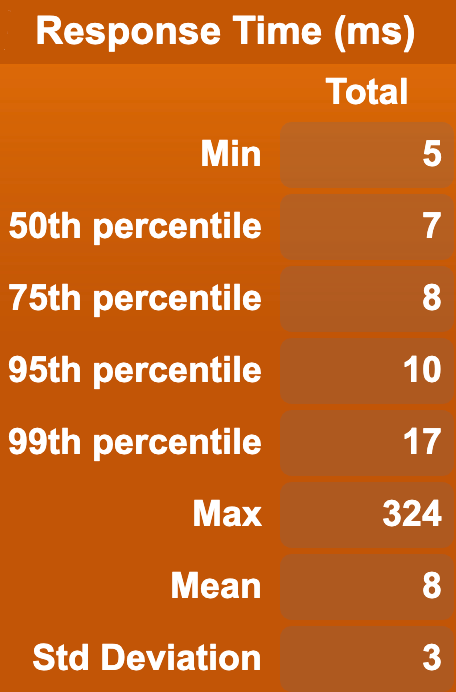 Response Time (ms)
Total
Min 5
50th percentile 7
75th percentile 8
95th percentile 10
99th percentile 17
Max 324
Mean 8
Std Deviation 3